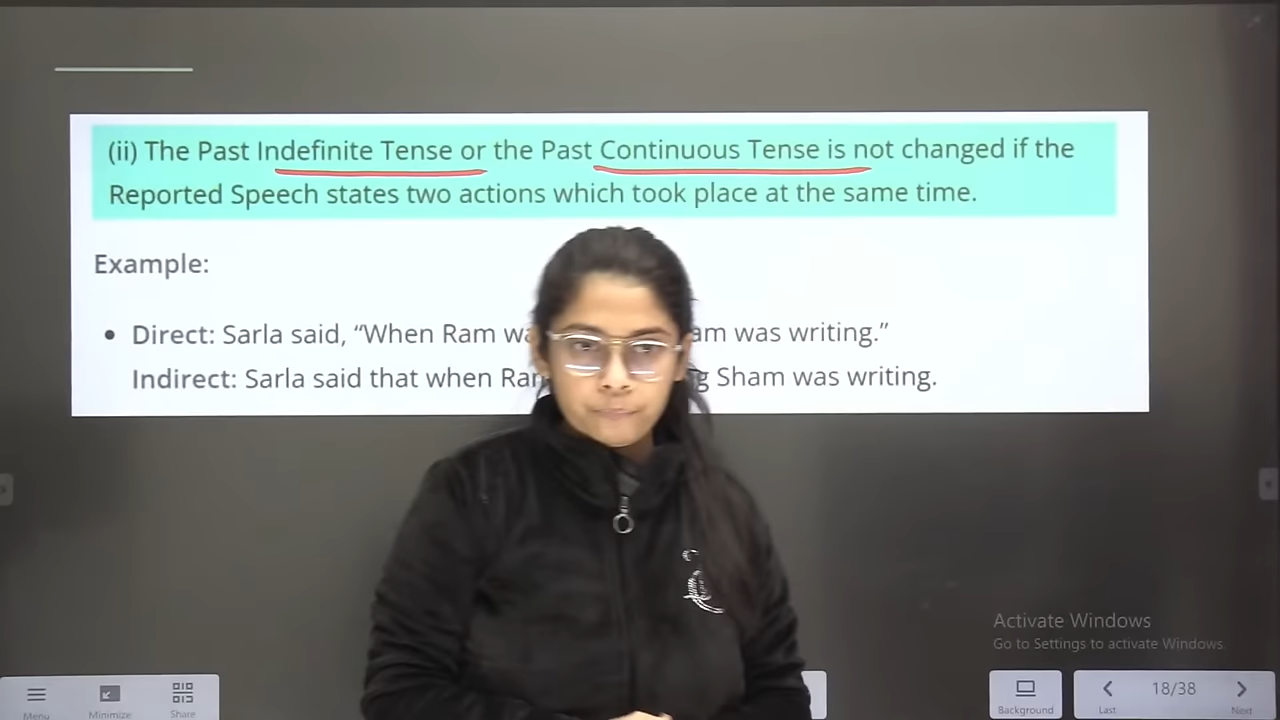 (ii) The Past Indefinite Tense or the Past Continuous Tense is not changed if the
Reported Speech states two actions which took place at the same time.
Example:
• Direct: Sarla said, “When Ram wa am was writing.”
Indirect: Sarla said that when Ra g Sham was writing.
Activate Windows
Go to Settings to activate Windows.
Menu
Minimize
Share
Background
Last
18/38
Next